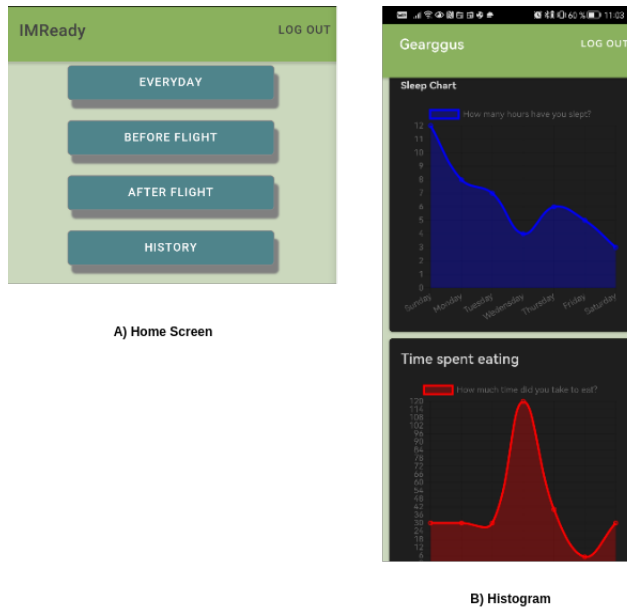 IMReady LOG OUT
EVERYDAY
BEFORE FLIGHT
AFTER FLIGHT
HISTORY
A) Home Screen
60 % 11:03
Gearggus LOG OUT
Sleep Chart
How many hours have you slept?
12
11
10
9
8
7
6
5
4
3
2
1
0
Sunday Monday Tuesday Wednesday Thursday Friday Saturday
Time spent eating
How much time did you take to eat?
120
114
108
102
96
90
84
78
72
66
60
54
48
42
36
30
24
18
12
6
B) Histogram